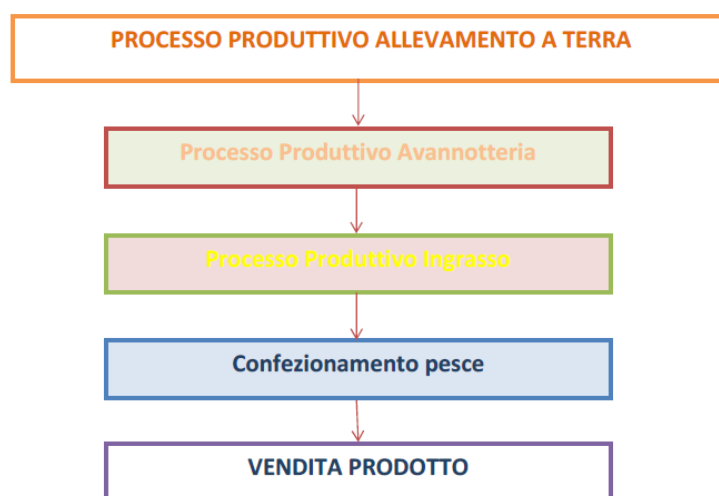 PROCESSO PRODUTTIVO ALLEVAMENTO A TERRA
Processo Produttivo Avannotteria
Processo Produttivo Ingrasso
Confezionamento pesce
VENDITA PRODOTTO